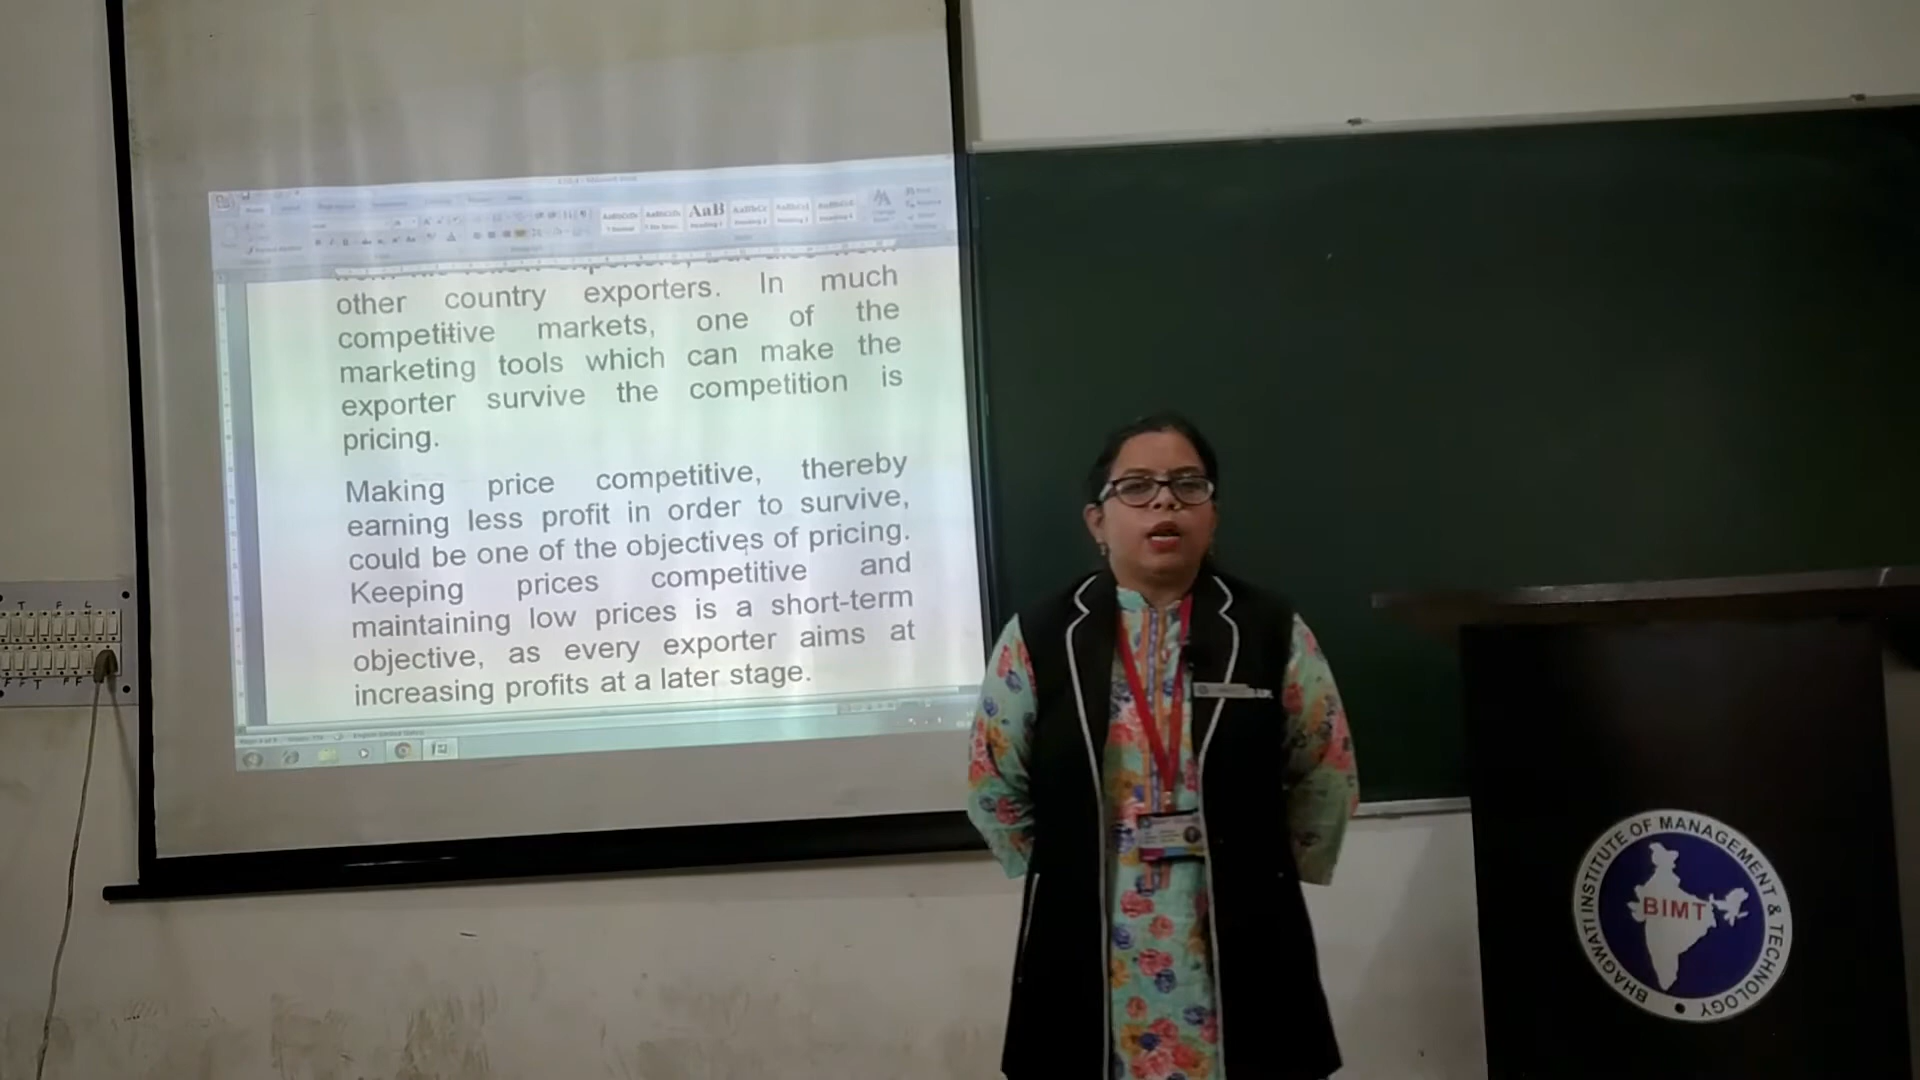 AaB
other country exporters. In much
competitive markets, one of the
marketing tools which can make the
exporter survive the competition is
pricing.
Making price competitive, thereby
earning less profit in order to survive,
could be one of the objectives of pricing.
Keeping prices competitive and
maintaining low prices is a short-term
objective, as every exporter aims at
increasing profits at a later stage.
BHAGWATI INSTITUTE OF MANAGEMENT & TECHNOLOGY
BIMT